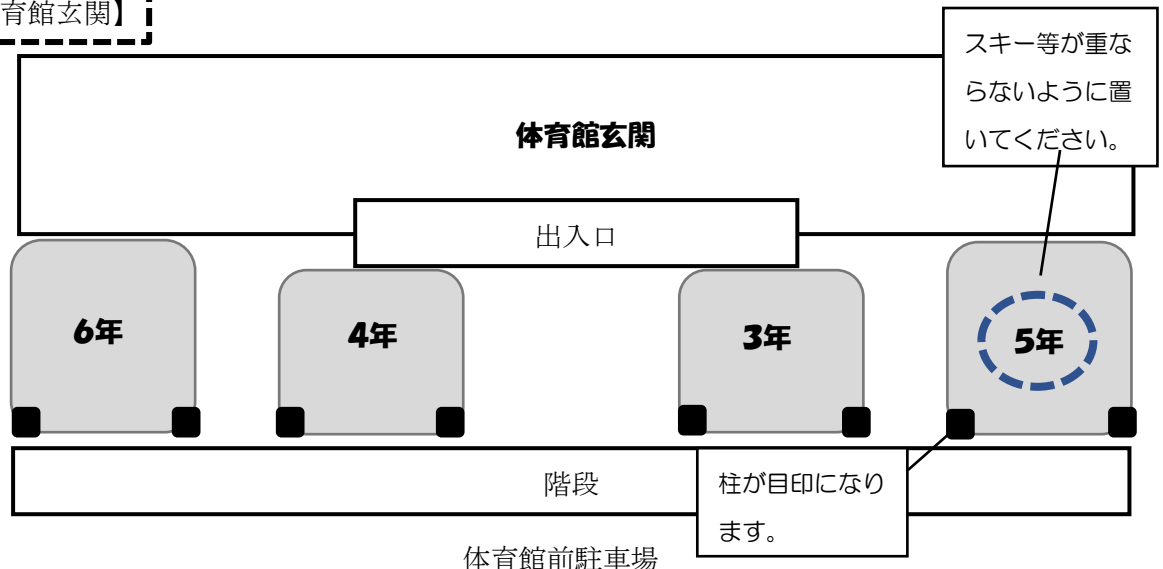 育館玄関】
スキー等が重な
らないように置
いてください。
体育館玄関
出入口
6年
4年
3年
5年
階段
柱が目印になり
ます。
体育館前駐車場